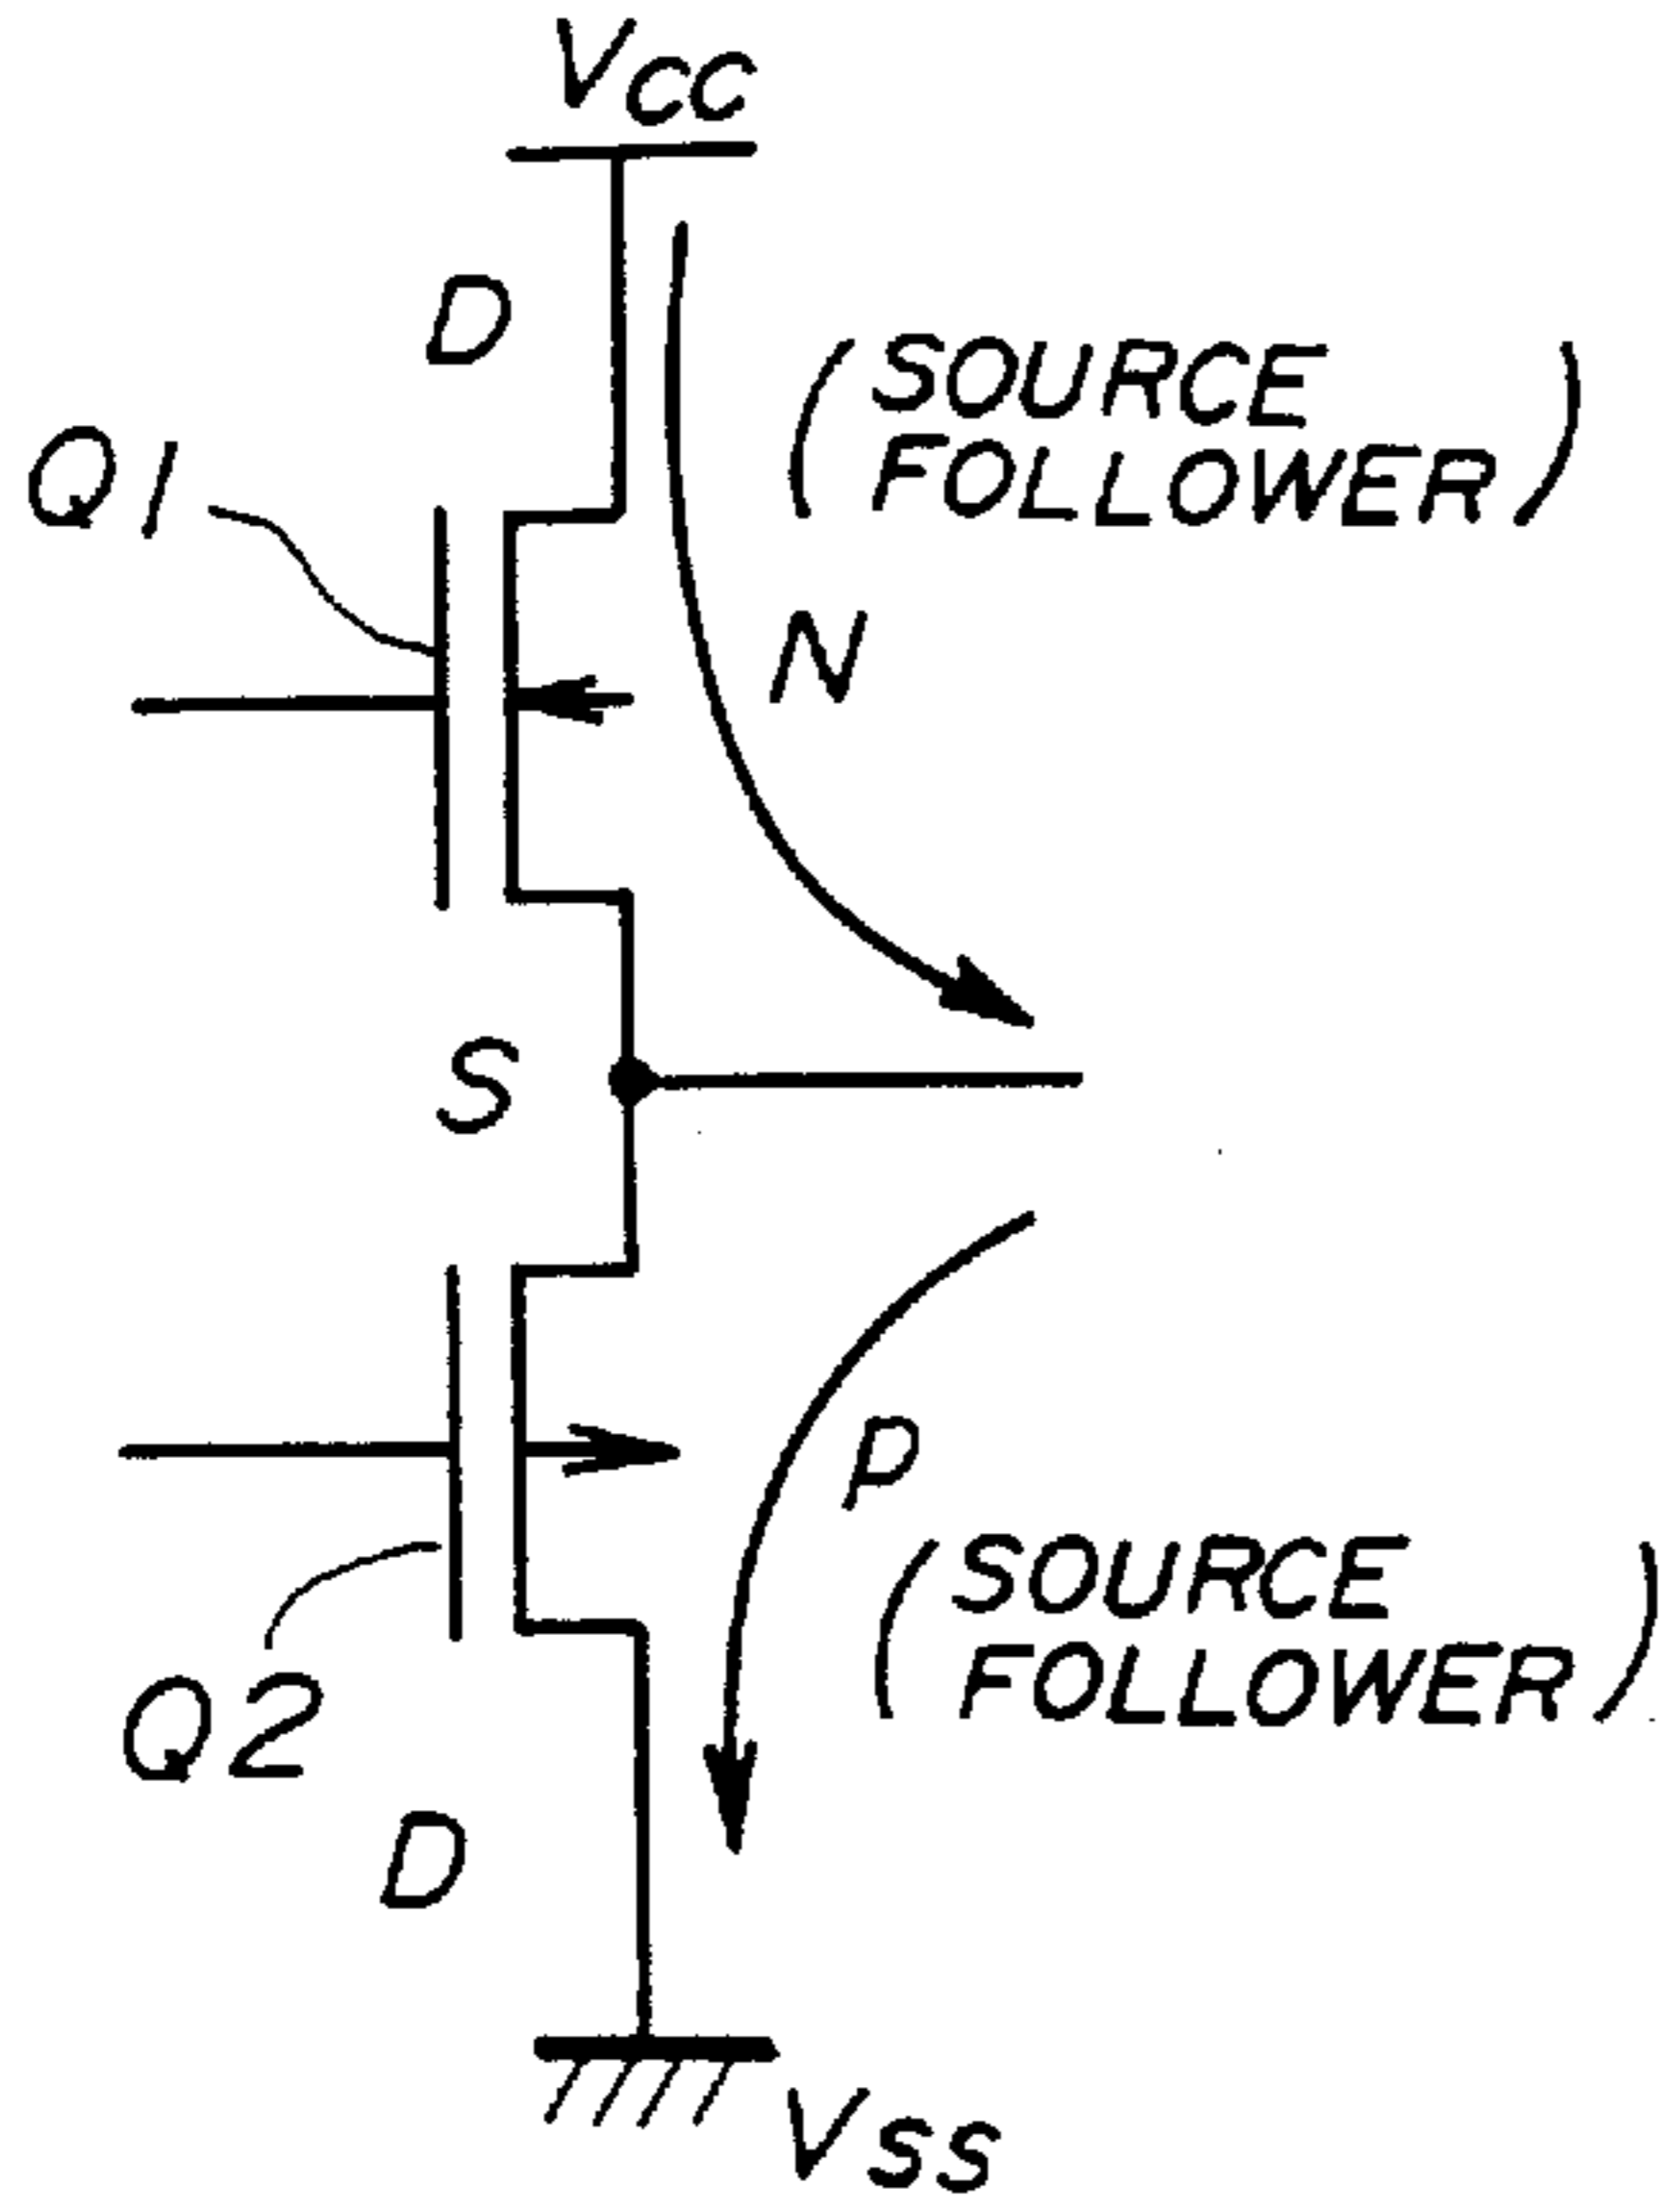 Vcc
D
(SOURCE
FOLLOWER)
Q1
N
S
P
(SOURCE
FOLLOWER)
Q2
D
Vss